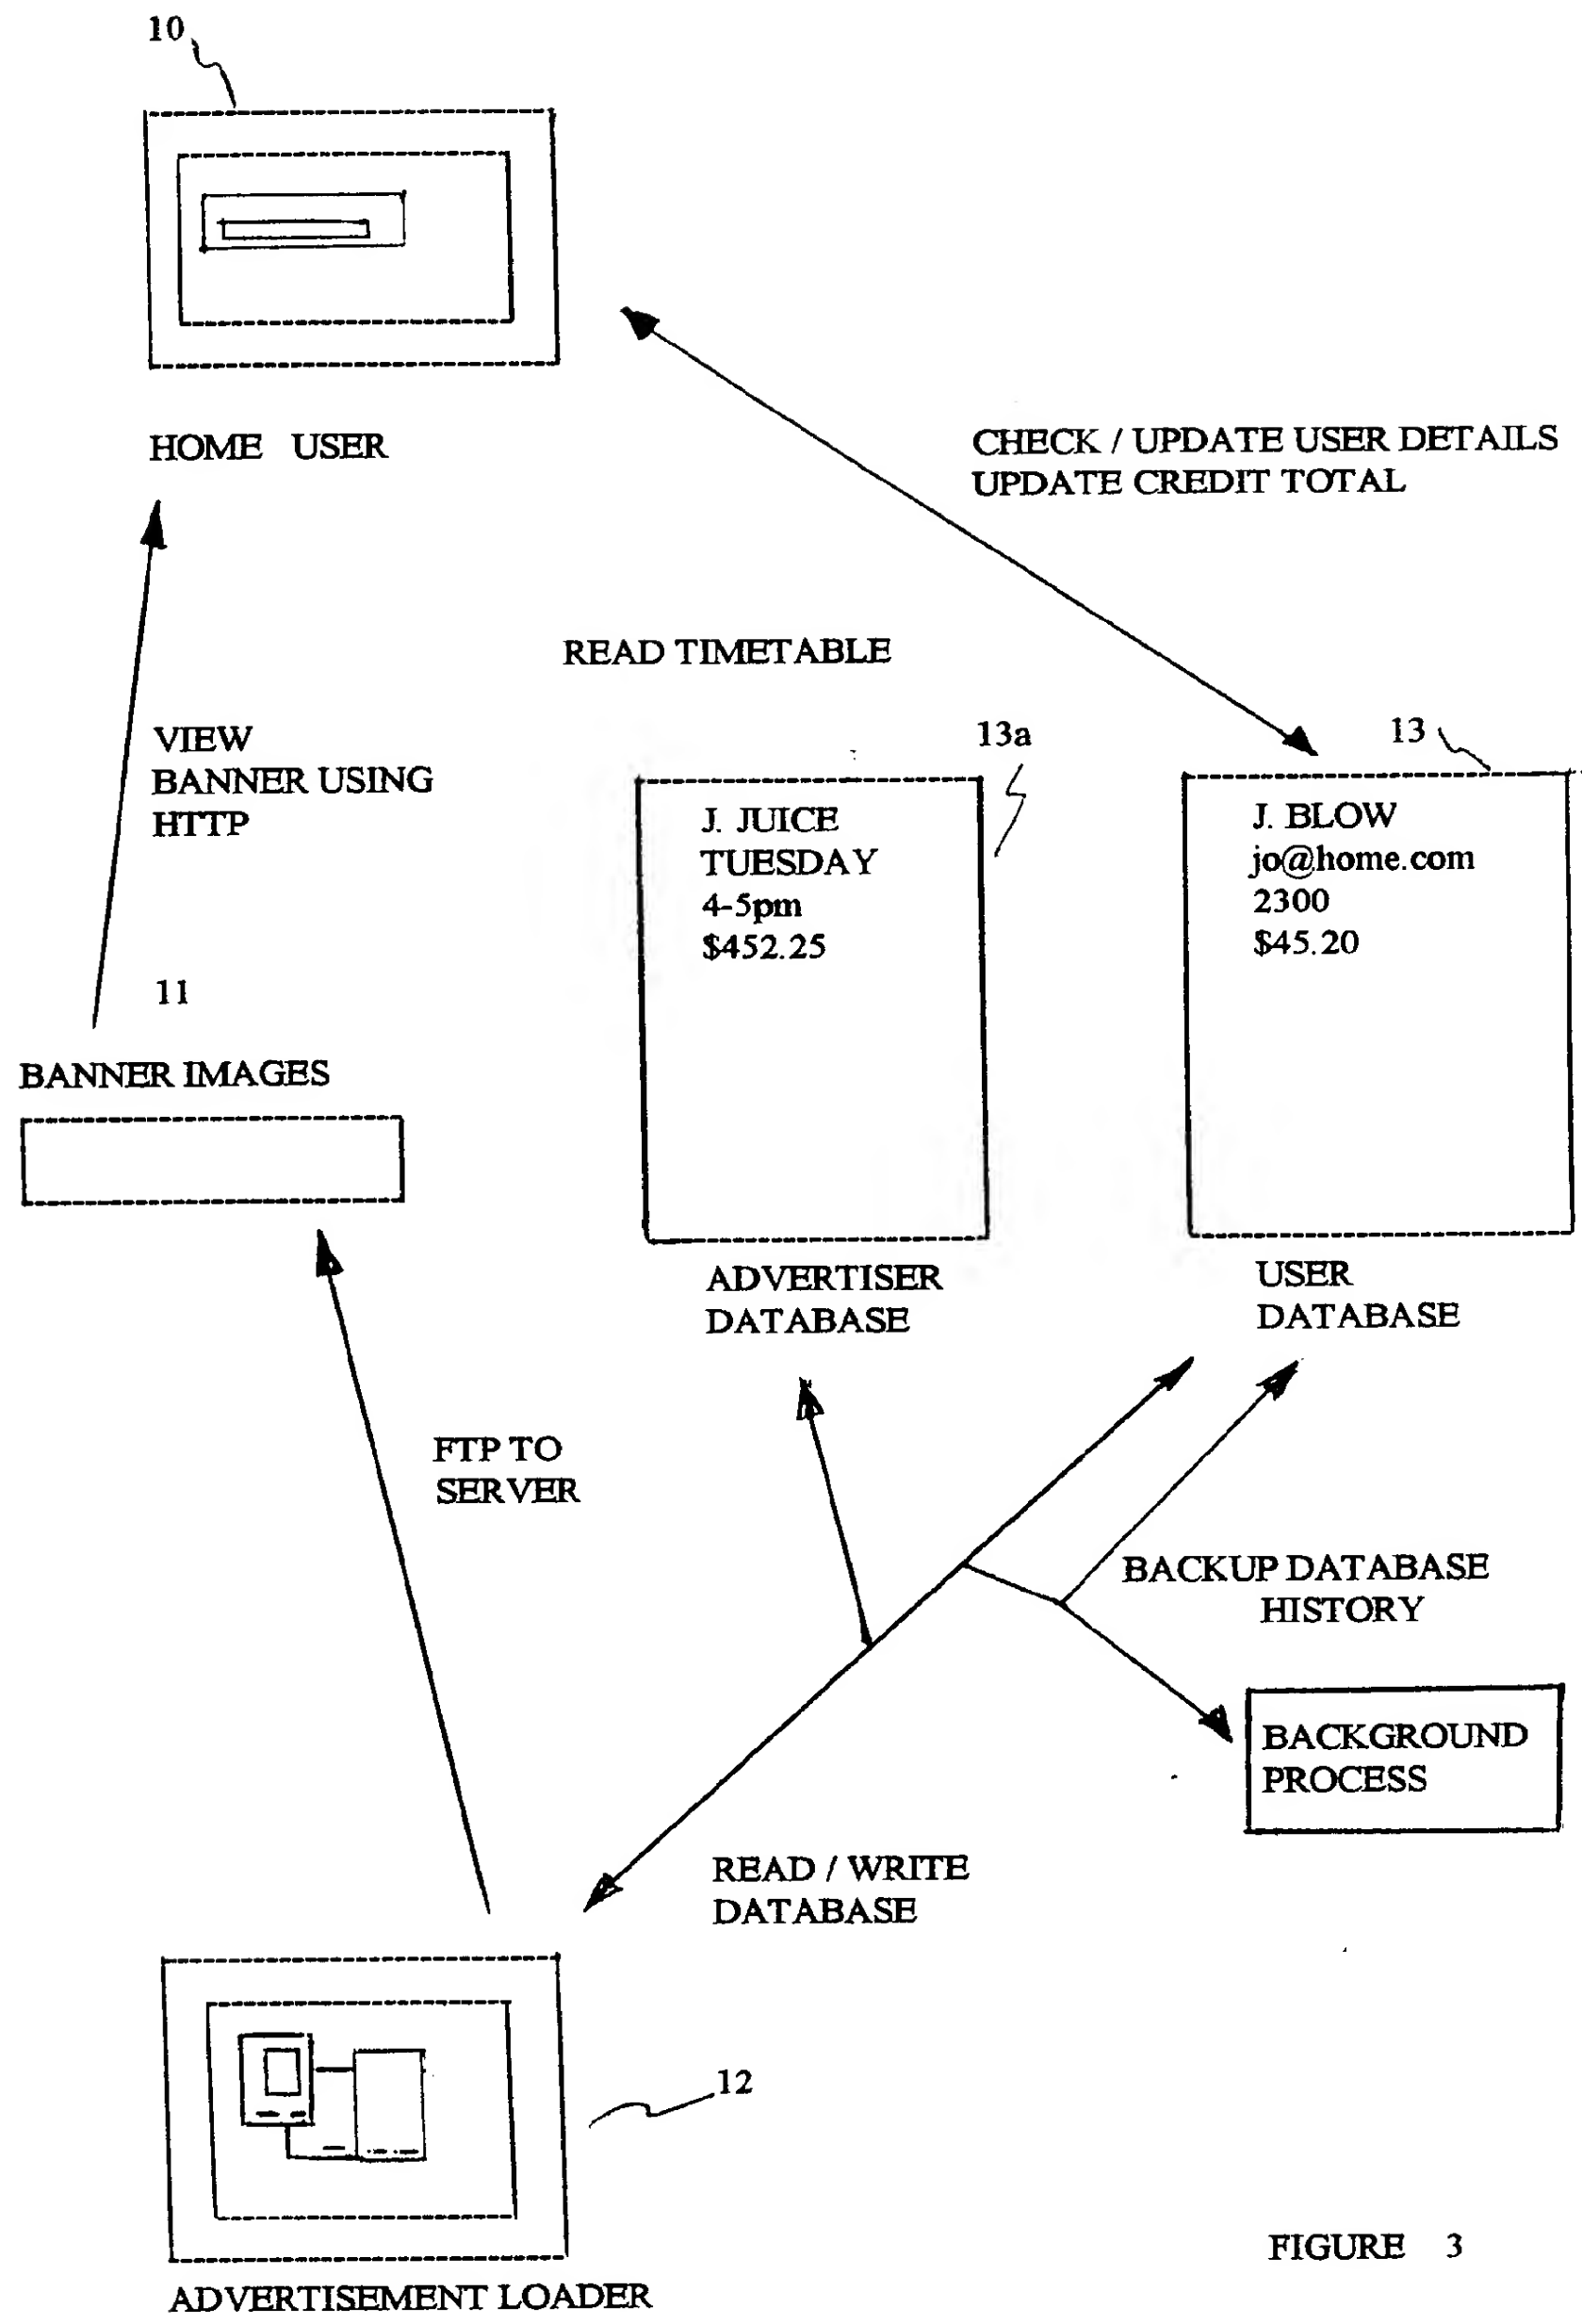 10
HOME USER
CHECK / UPDATE USER DETAILS
UPDATE CREDIT TOTAL
READ TIMETABLE
VIEW
BANNER USING
HTTP
13a
13
J. JUICE
TUESDAY
4-5pm
$452.25
J. BLOW
jo@home.com
2300
$45.20
11
BANNER IMAGES
ADVERTISER
DATABASE
USER
DATABASE
FTP TO
SERVER
BACKUP DATABASE
HISTORY
BACKGROUND
PROCESS
READ / WRITE
DATABASE
12
ADVERTISEMENT LOADER
FIGURE 3